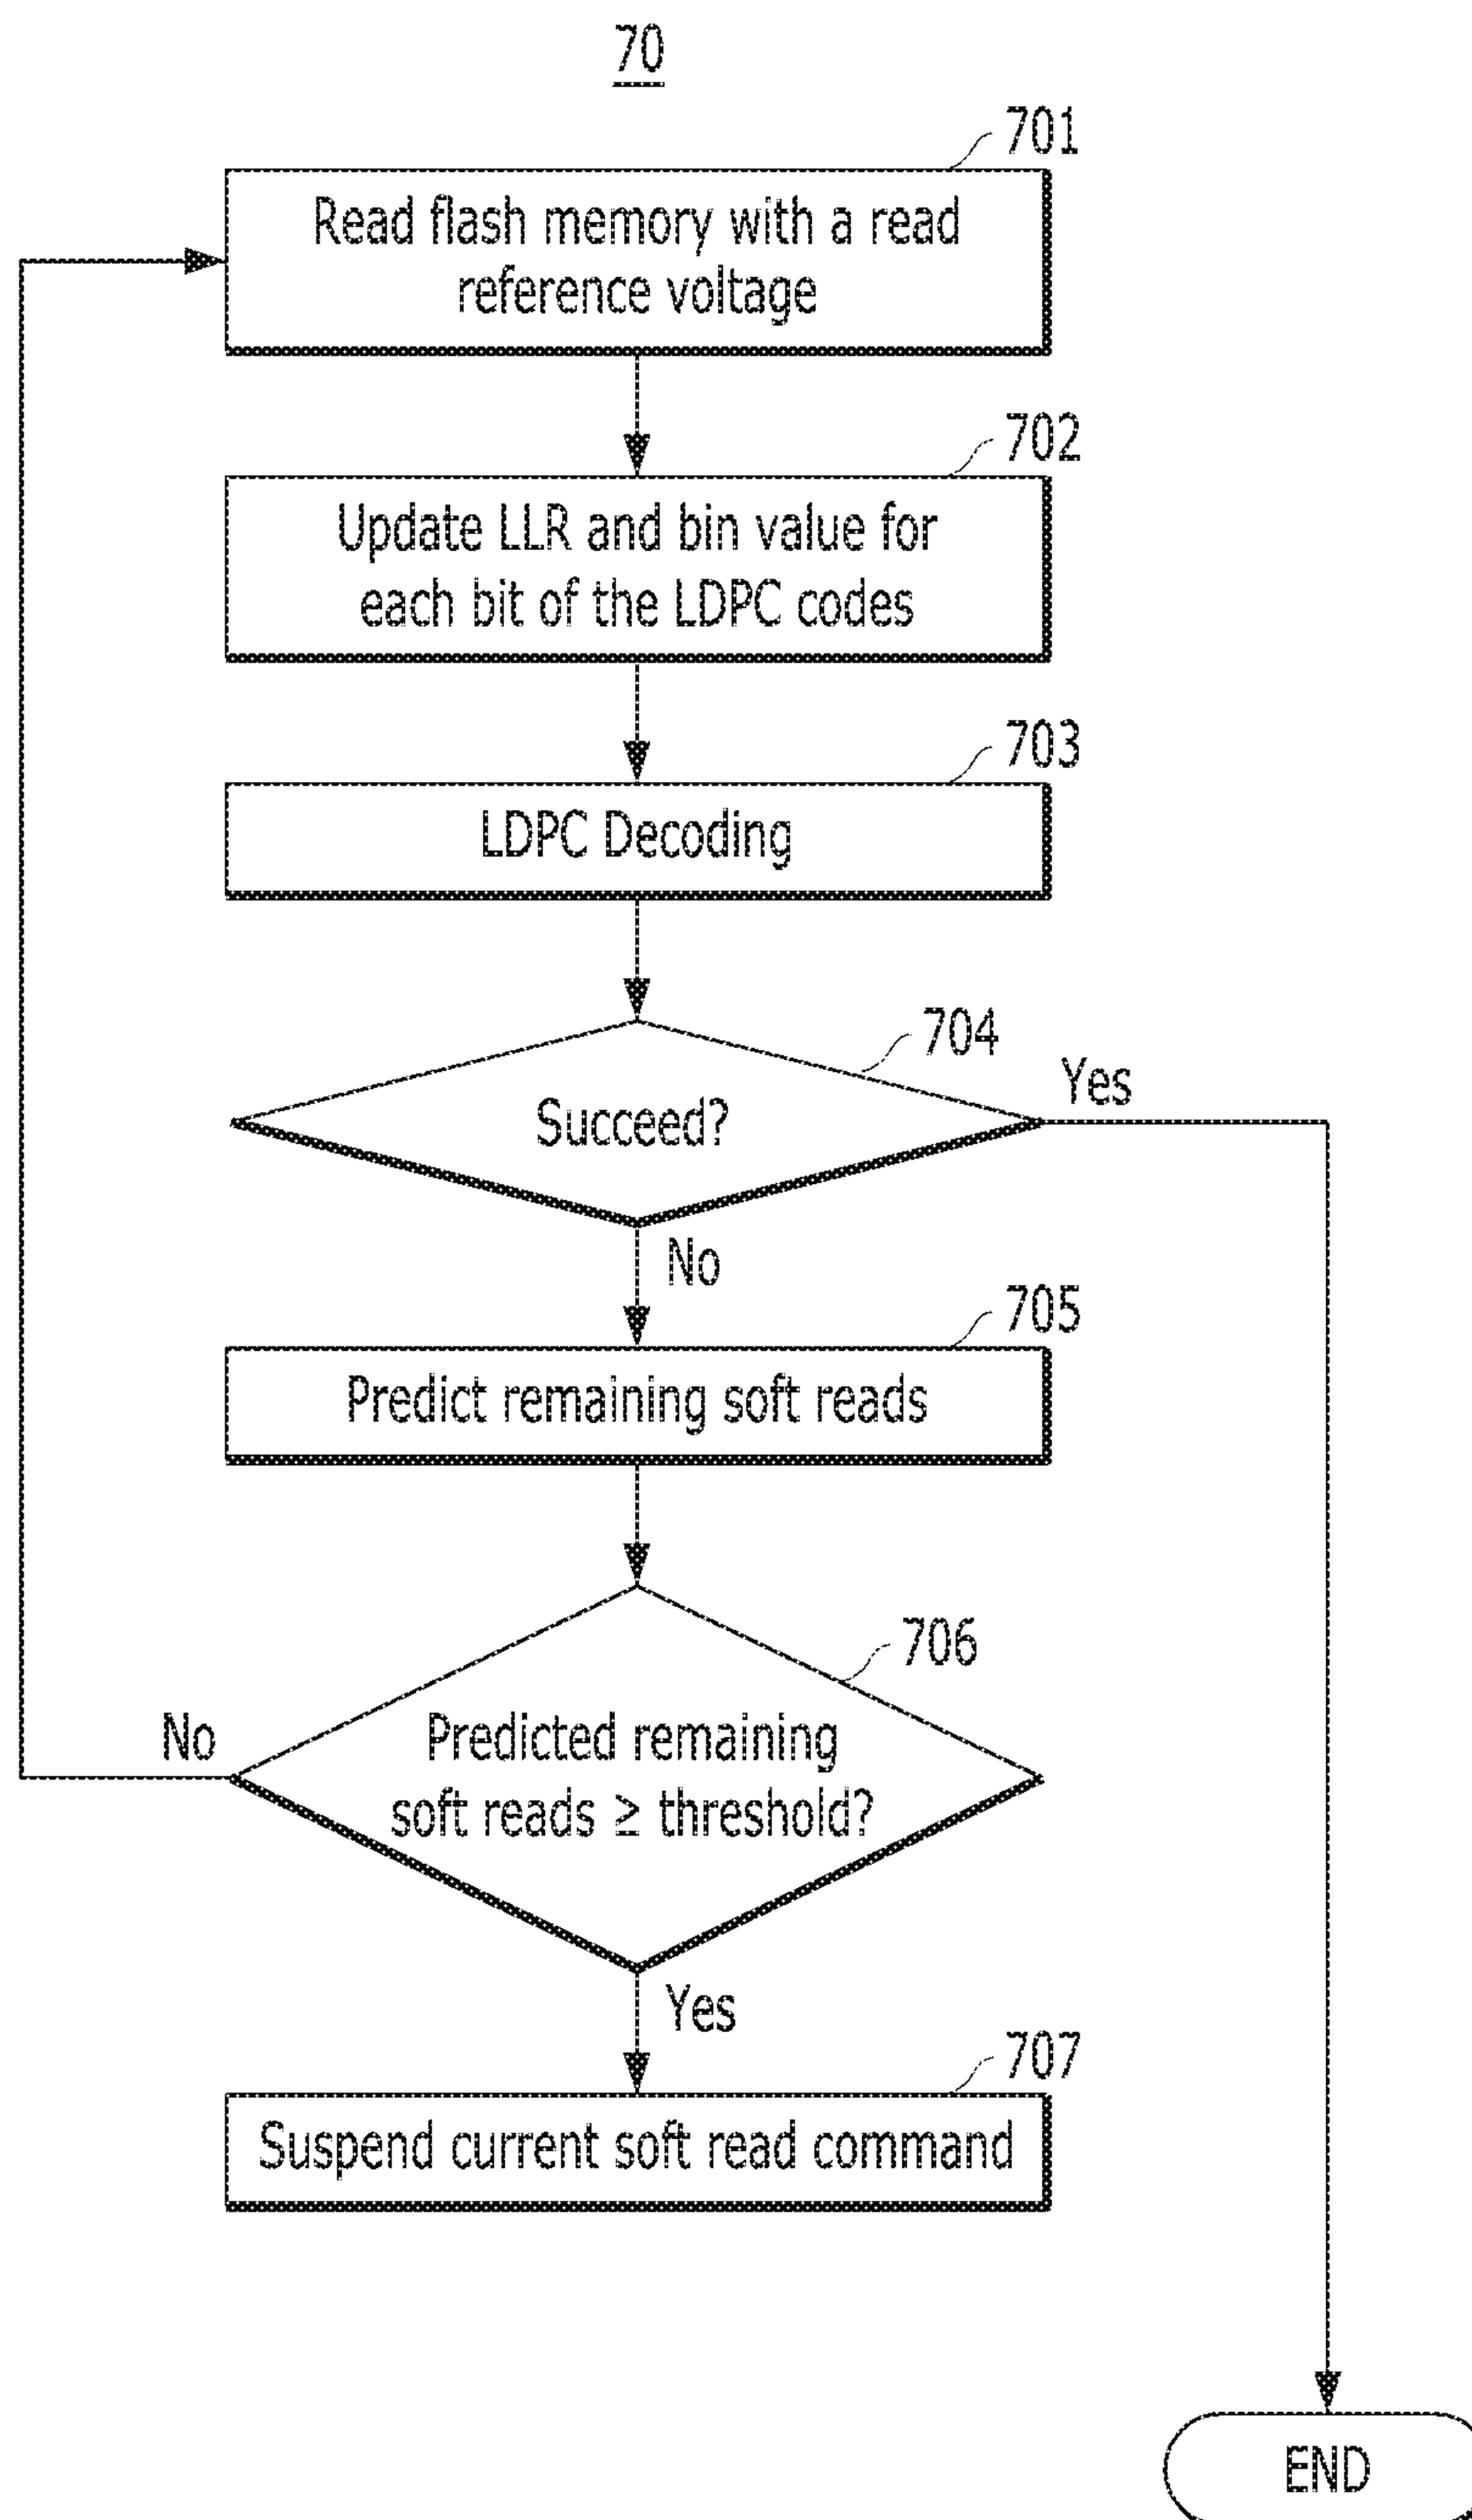 70
701
Read flash memory with a read
reference voltage
702
Update LLR and bin value for
each bit of the LDPC codes
703
LDPC Decoding
704
Yes
Succeed?
No
705
Predict remaining soft reads
706
No
Predicted remaining
soft reads ≥ threshold?
Yes
707
Suspend current soft read command
END